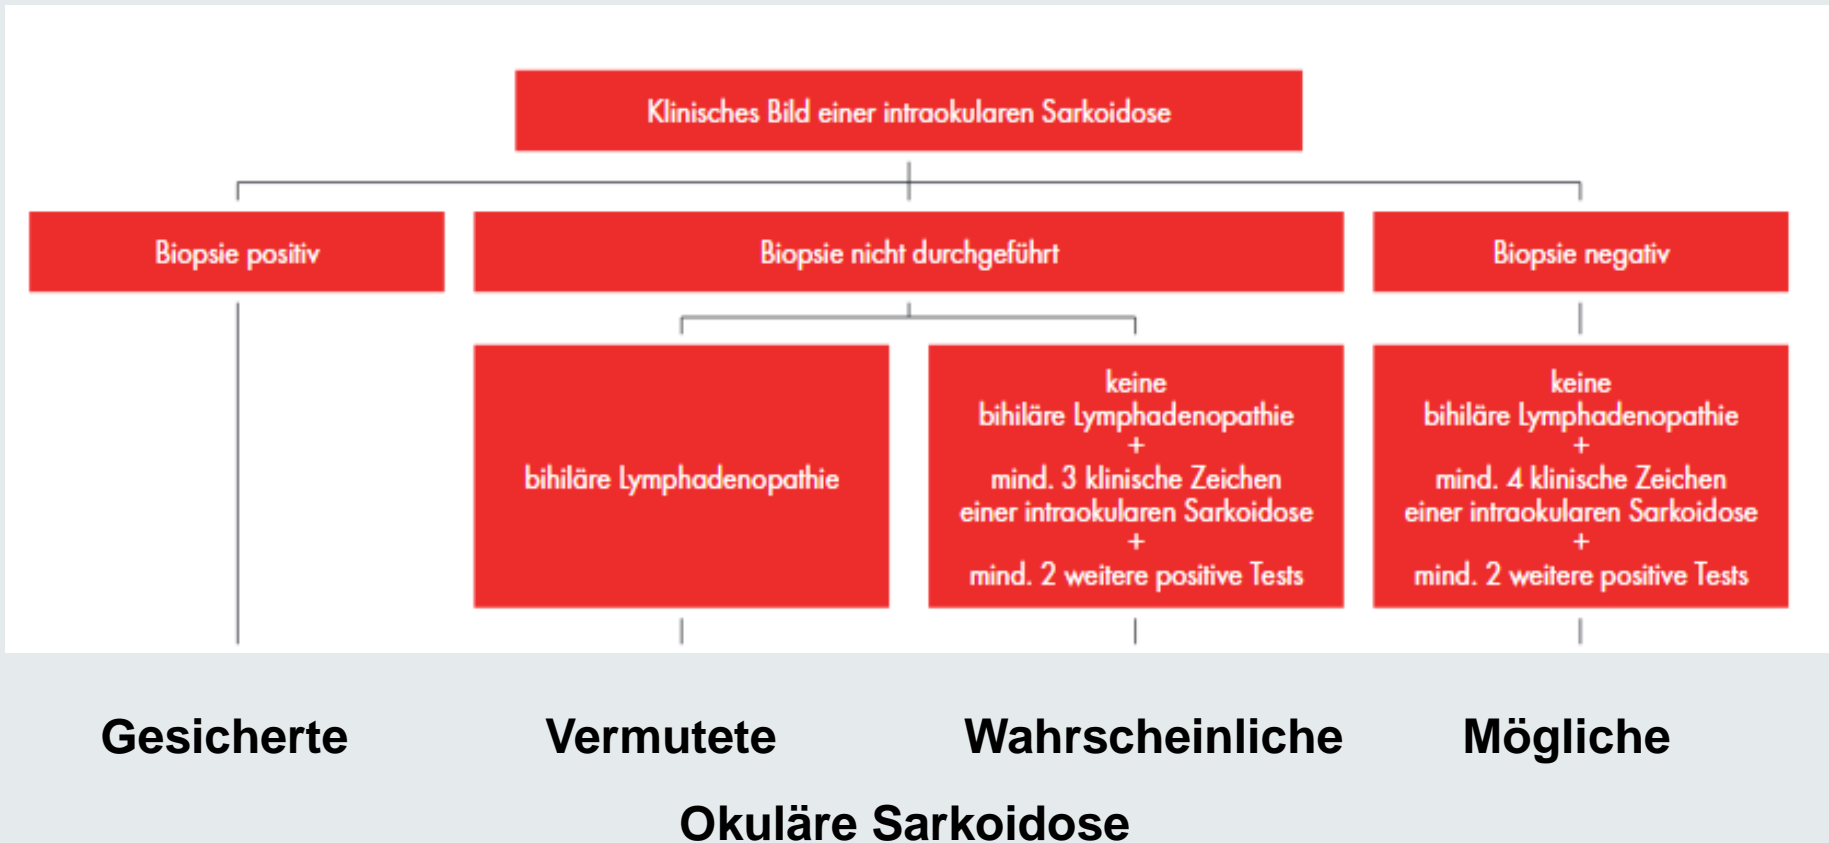 Klinisches Bild einer intraokularen Sarkoidose
Biopsie positiv
Biopsie nicht durchgeführt
Biopsie negativ
bihiläre Lymphadenopathie
keine
bihiläre Lymphadenopathie
+
mind. 3 klinische Zeichen
einer intraokularen Sarkoidose
+
mind. 2 weitere positive Tests
keine
bihiläre Lymphadenopathie
+
mind. 4 klinische Zeichen
einer intraokularen Sarkoidose
+
mind. 2 weitere positive Tests
Gesicherte
Vermutete
Wahrscheinliche
Mögliche
Okuläre Sarkoidose